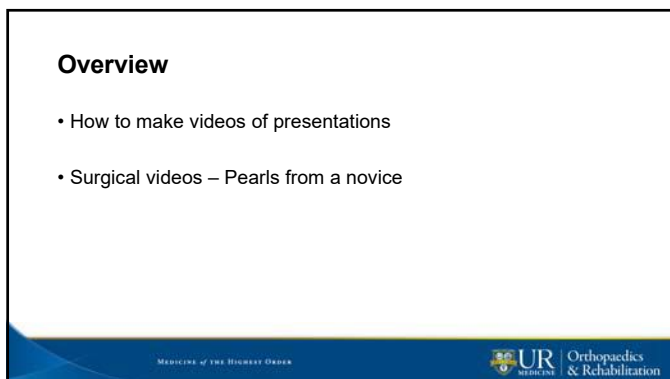 Overview
• How to make videos of presentations
• Surgical videos – Pearls from a novice
MEDICINE of THE HIGHEST ORDER
UR
MEDICINE
Orthopaedics
& Rehabilitation